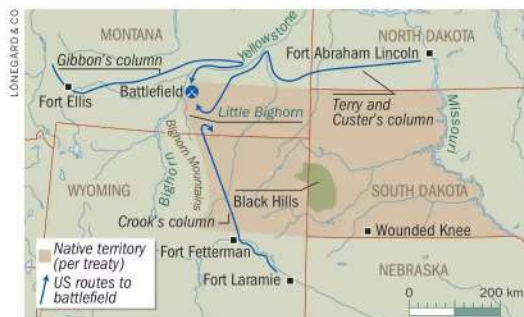 LÖNEGÅRD & CO
MONTANA
NORTH DAKOTA
Yellowstone
Gibbon's column
Fort Abraham Lincoln
Fort Ellis
Battlefield
Little Bighorn
Terry and
Custer's column
Missouri
Bighorn Mountains
Bighorn
WYOMING
Black Hills
SOUTH DAKOTA
Crook's column
Wounded Knee
Fort Fetterman
Fort Laramie
NEBRASKA
Native territory
(per treaty)
US routes to
battlefield
0 200 km